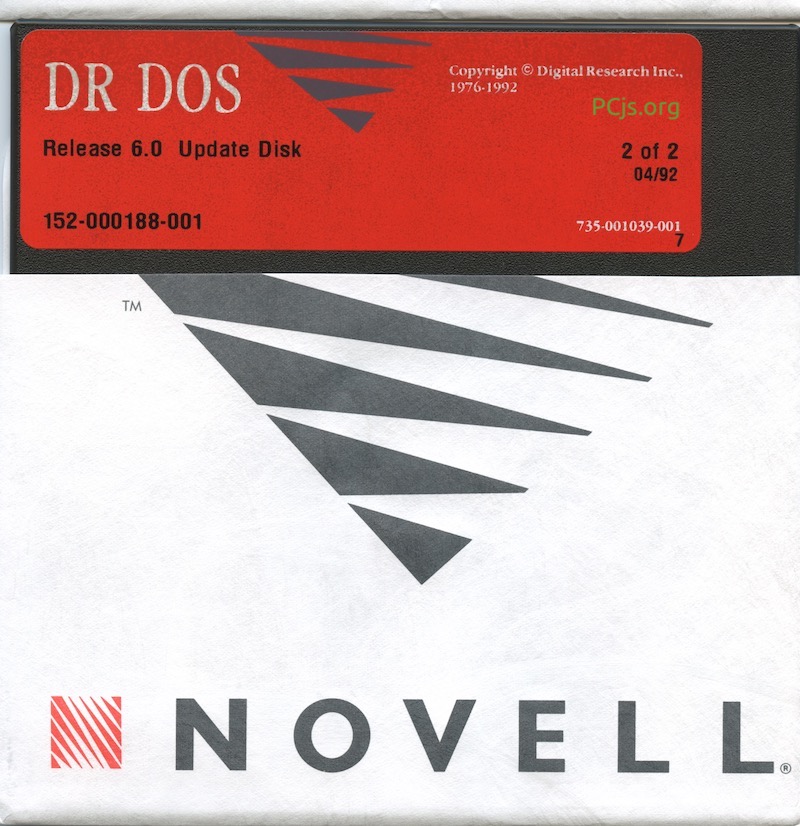 DR DOS
Copyright © Digital Research Inc.,
1976-1992
PCjs.org
Release 6.0 Update Disk
2 of 2
04/92
152-000188-001
735-001039-001
7
TM
NOVELL®